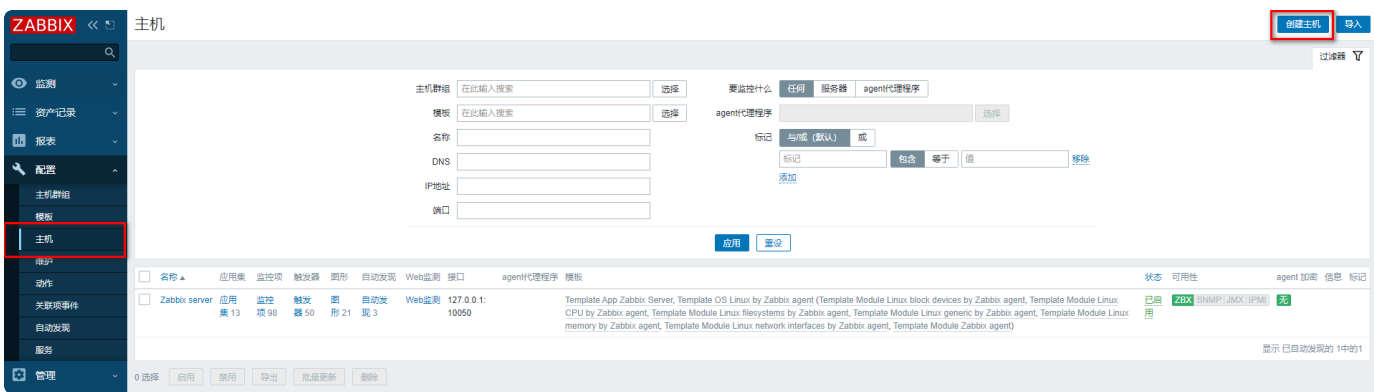 ZABBIX
主机
创建主机
导入
过滤器
监测
资产记录
报表
配置
主机群组
模板
主机
维护
动作
关联项事件
自动发现
服务
管理
主机群组 在此输入搜索 选择
模板 在此输入搜索 选择
名称
DNS
IP地址
端口
要监控什么 任何 服务器 agent代理程序
agent代理程序 选择
标记 与/或 (默认) 或
标记 包含 等于 值 移除
添加
应用 重设
名称 应用集 监控项 触发器 图形 自动发现 Web监测 接口 agent代理程序 模板 状态 可用性 agent 加密 信息 标记
Zabbix server 应用集 13 监控项 98 触发器 50 图形 21 自动发现 3 Web监测 127.0.0.1: 10050
Template App Zabbix Server, Template OS Linux by Zabbix agent (Template Module Linux block devices by Zabbix agent, Template Module Linux
CPU by Zabbix agent, Template Module Linux filesystems by Zabbix agent, Template Module Linux generic by Zabbix agent, Template Module Linux
memory by Zabbix agent, Template Module Linux network interfaces by Zabbix agent, Template Module Zabbix agent)
已启用 ZBX SNMP JMX IPMI 无
显示 已自动发现的 1中的1
0 选择 启用 禁用 导出 批量更新 删除